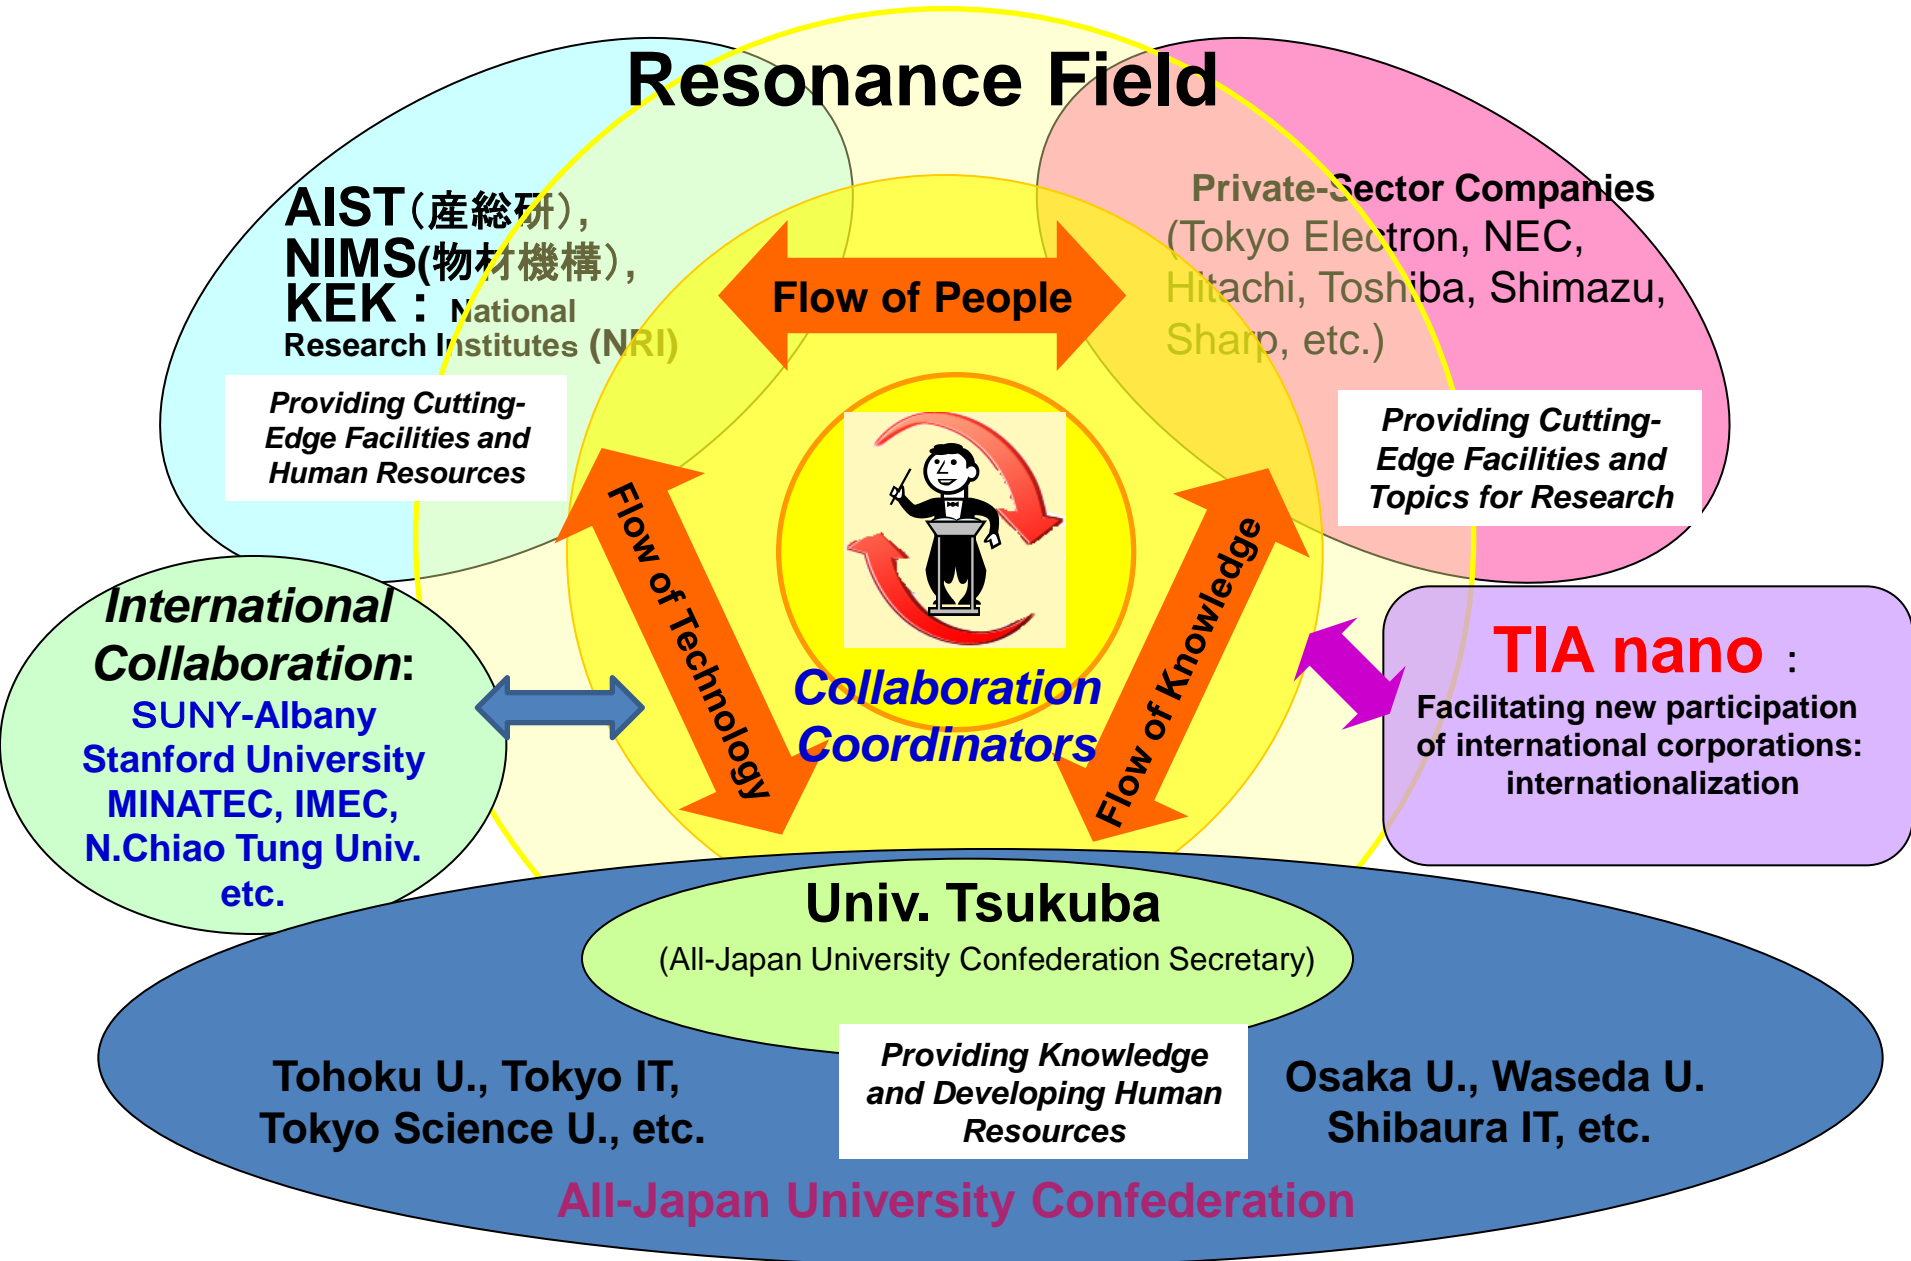 Resonance Field
AIST（産総研）,
NIMS(物材機構）,
KEK： National
Research Institutes (NRI)
Providing Cutting-
Edge Facilities and
Human Resources
Flow of People
Private-Sector Companies
(Tokyo Electron, NEC,
Hitachi, Toshiba, Shimazu,
Sharp, etc.)
Providing Cutting-
Edge Facilities and
Topics for Research
Flow of Technology
Flow of Knowledge
Collaboration
Coordinators
International
Collaboration:
SUNY-Albany
Stanford University
MINATEC, IMEC,
N.Chiao Tung Univ.
etc.
TIA nano ：
Facilitating new participation
of international corporations:
internationalization
Univ. Tsukuba
(All-Japan University Confederation Secretary)
Tohoku U., Tokyo IT,
Tokyo Science U., etc.
Providing Knowledge
and Developing Human
Resources
Osaka U., Waseda U.
Shibaura IT, etc.
All-Japan University Confederation